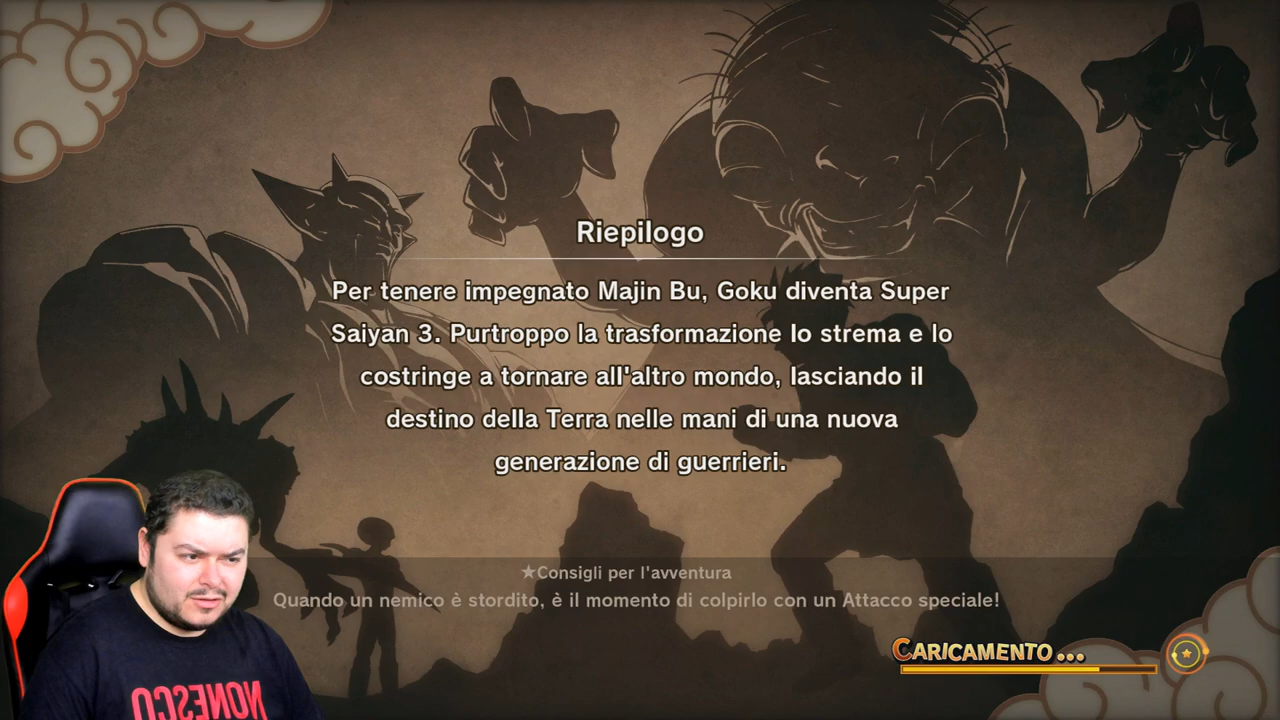 Riepilogo
Per tenere impegnato Majin Bu, Goku diventa Super
Saiyan 3. Purtroppo la trasformazione lo strema e lo
costringe a tornare all'altro mondo, lasciando il
destino della Terra nelle mani di una nuova
generazione di guerrieri.
★Consigli per l'avventura
Quando un nemico è stordito, è il momento di colpirlo con un Attacco speciale!
CARICAMENTO...
NONESCO